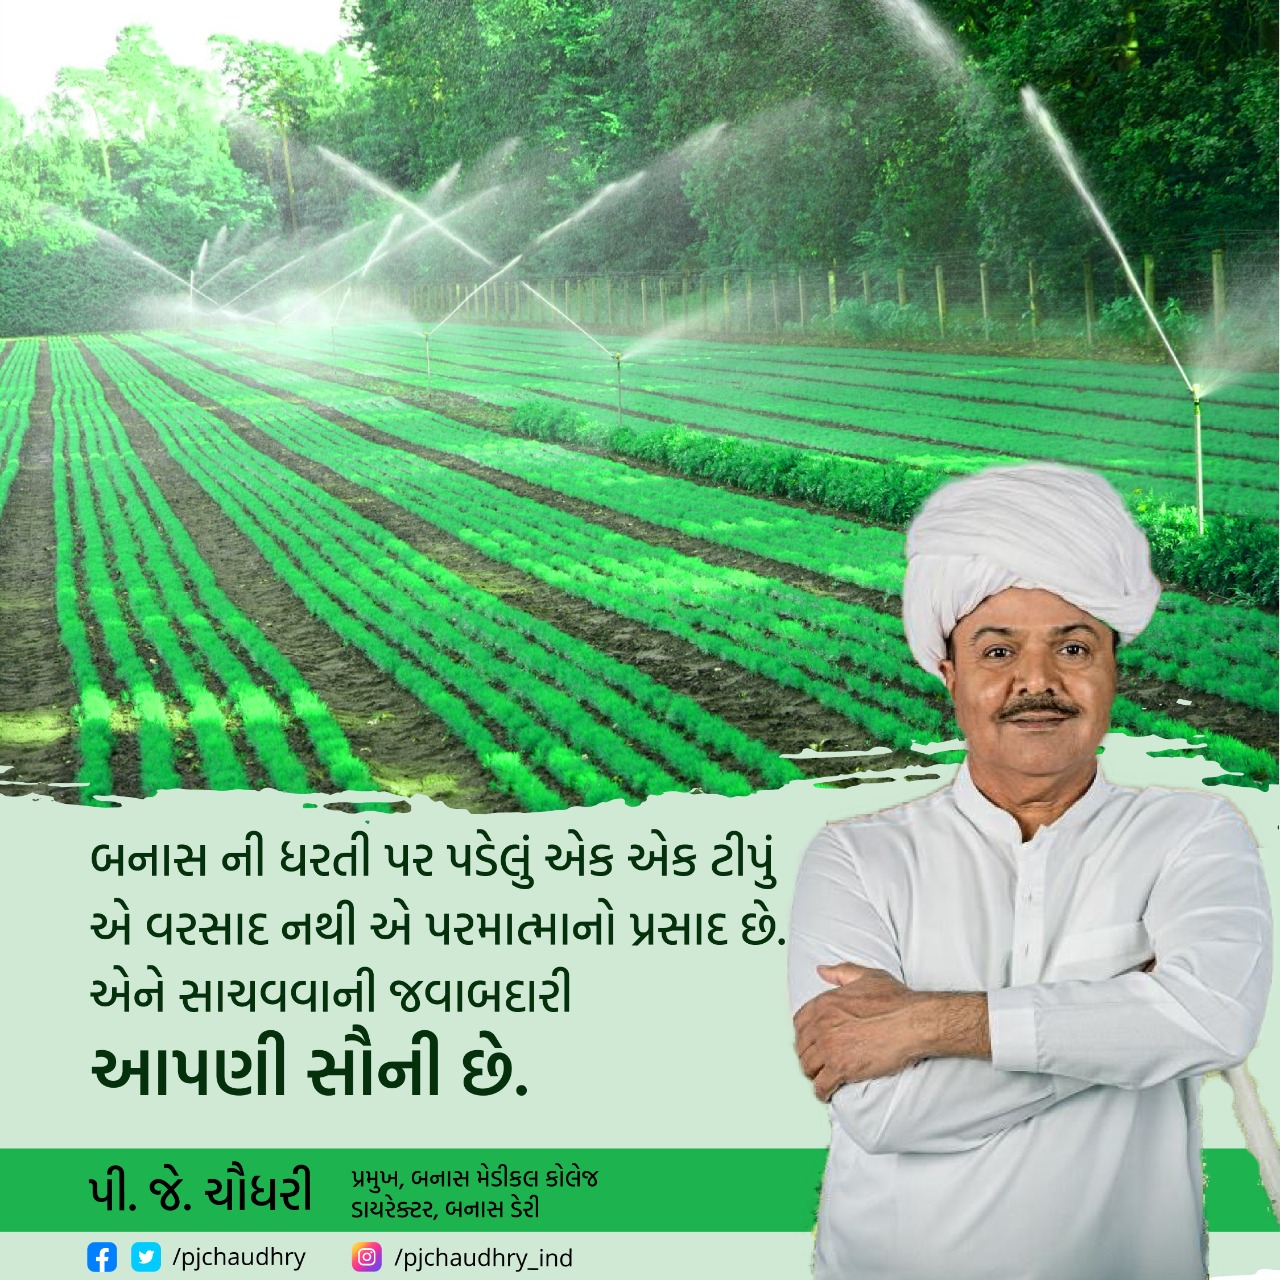 બનાસ ની ધરતી પર પડેલું એક એક ટીપું
એ વરસાદ નથી એ પરમાત્માનો પ્રસાદ છે.
એને સાચવવાની જવાબદારી
આપણી સૌની છે.
પી. જે. ચૌધરી
પ્રમુખ, બનાસ મેડીકલ કોલેજ
ડાયરેક્ટર, બનાસ ડેરી
/pjchaudhry
/pjchaudhry_ind